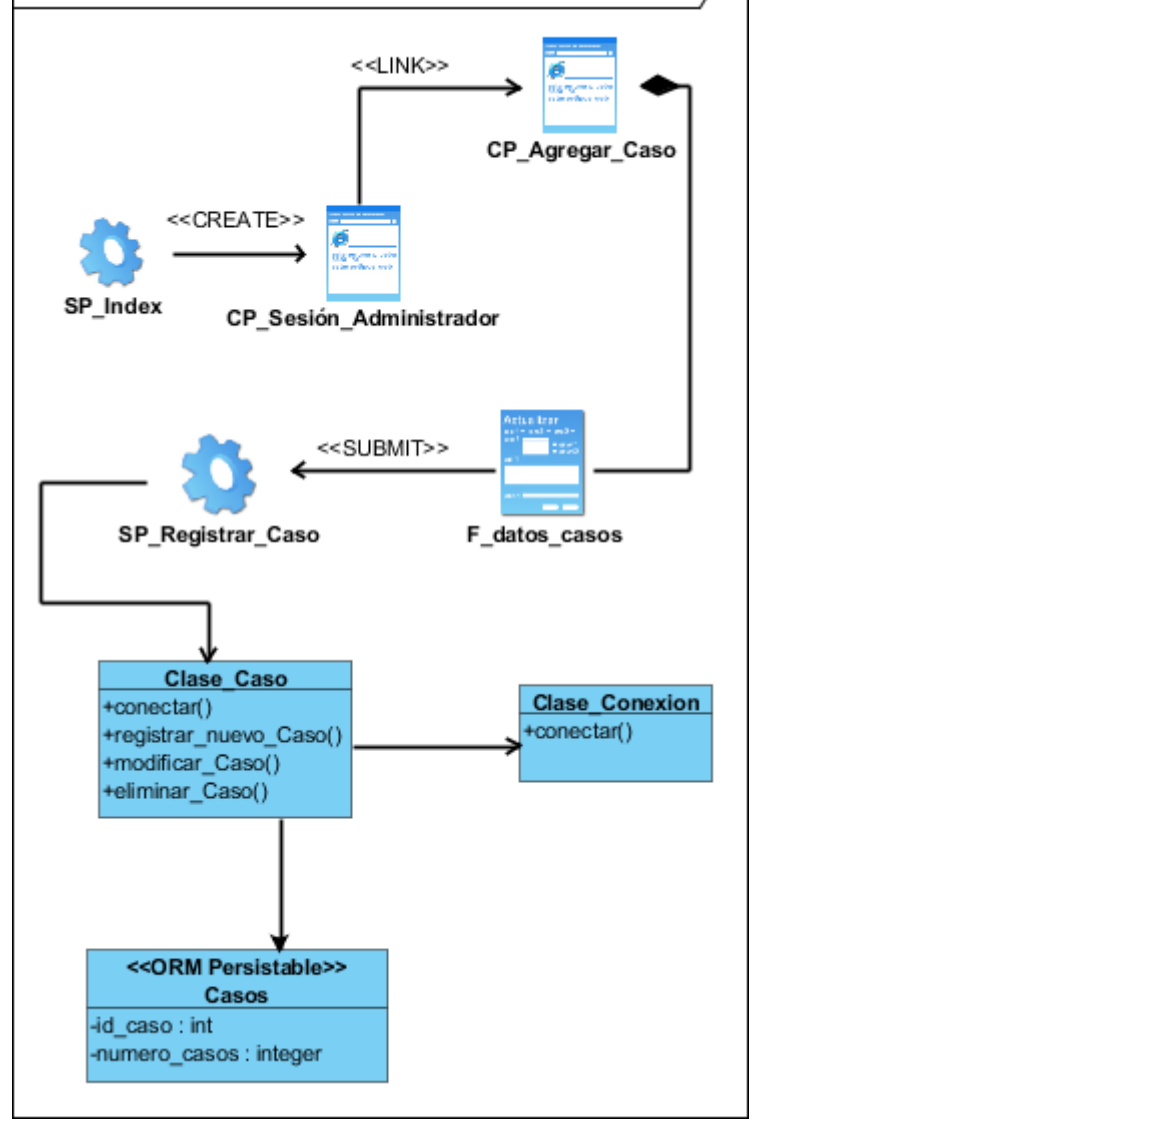 <<LINK>>
CP_Agregar_Caso
<<CREATE>>
SP_Index
CP_Sesión_Administrador
Actualizar
<<SUBMIT>>
SP_Registrar_Caso
F_datos_casos
Clase_Caso
+conectar()
+registrar_nuevo_Caso()
+modificar_Caso()
+eliminar_Caso()
Clase_Conexion
+conectar()
<<ORM Persistable>>
Casos
-id_caso : int
-numero_casos : integer